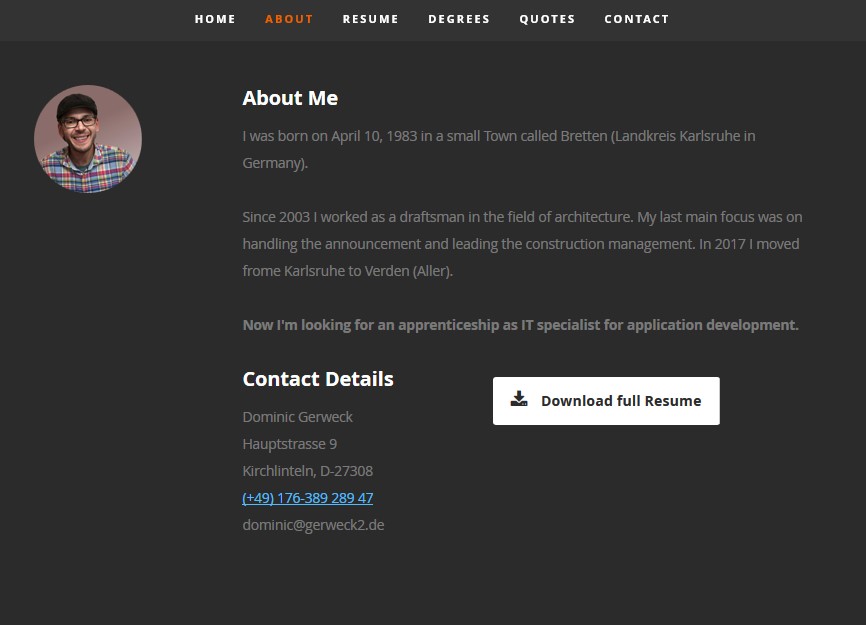 HOME ABOUT RESUME DEGREES QUOTES CONTACT
About Me
I was born on April 10, 1983 in a small Town called Bretten (Landkreis Karlsruhe in
Germany).
Since 2003 I worked as a draftsman in the field of architecture. My last main focus was on
handling the announcement and leading the construction management. In 2017 I moved
frome Karlsruhe to Verden (Aller).
Now I'm looking for an apprenticeship as IT specialist for application development.
Contact Details
Download full Resume
Dominic Gerweck
Hauptstrasse 9
Kirchlinteln, D-27308
(+49) 176-389 289 47
dominic@gerweck2.de